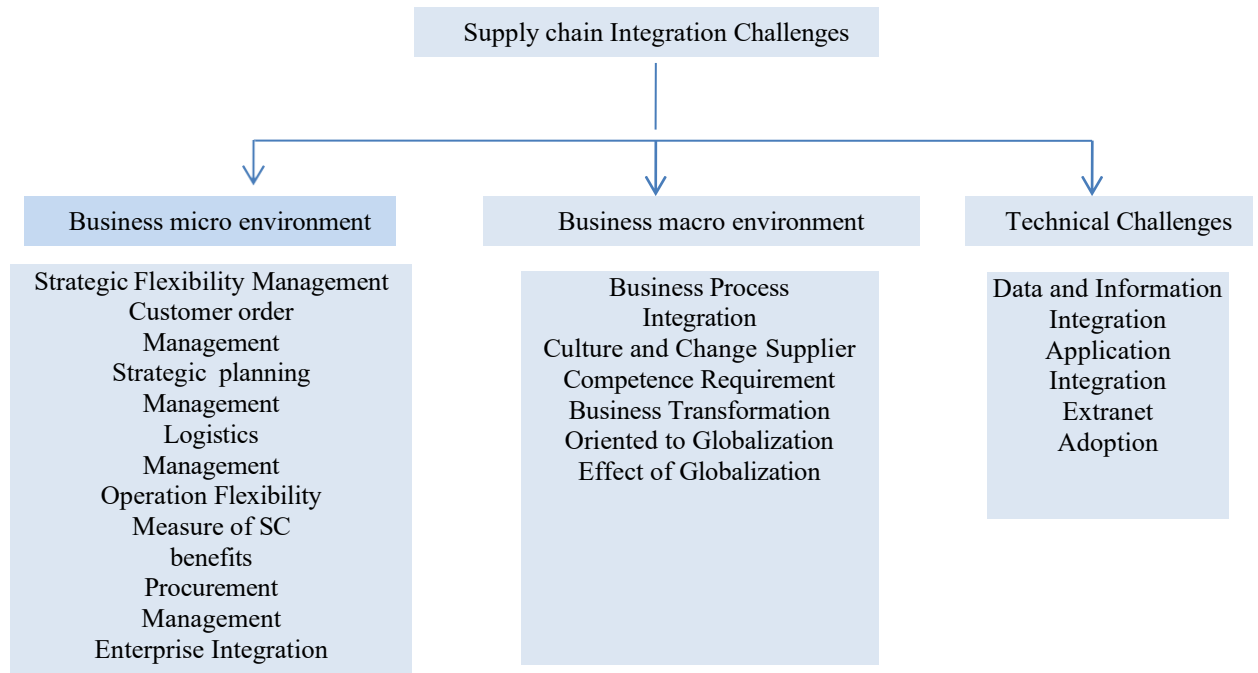 Supply chain Integration Challenges
Business micro environment
Strategic Flexibility Management
Customer order
Management
Strategic planning
Management
Logistics
Management
Operation Flexibility
Measure of SC
benefits
Procurement
Management
Enterprise Integration
Business macro environment
Business Process
Integration
Culture and Change Supplier
Competence Requirement
Business Transformation
Oriented to Globalization
Effect of Globalization
Technical Challenges
Data and Information
Integration
Application
Integration
Extranet
Adoption